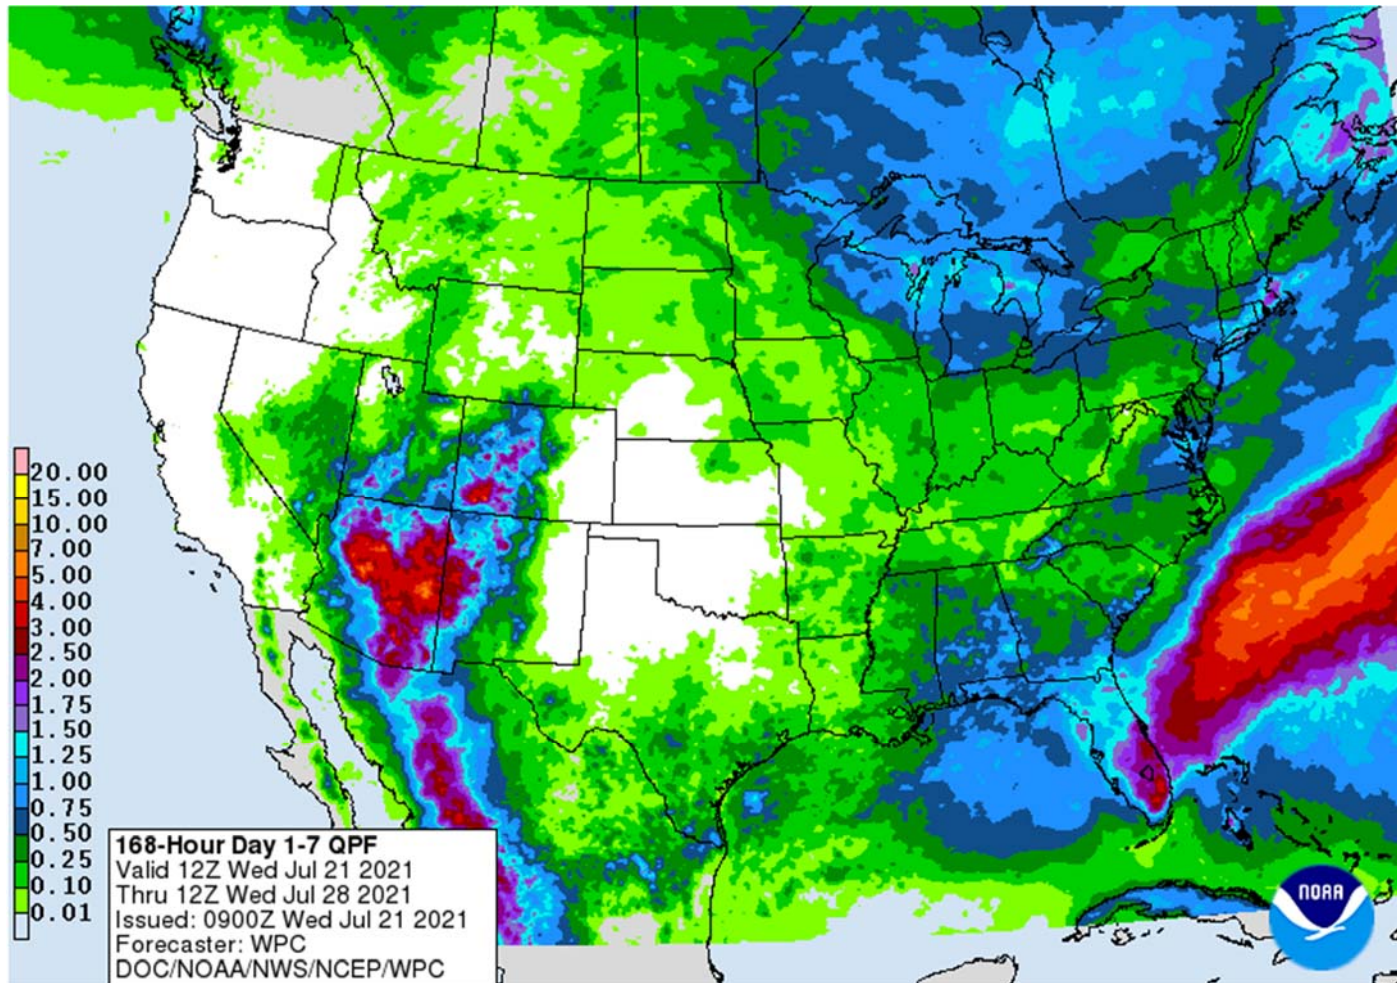 20.00
15.00
10.00
7.00
5.00
4.00
3.00
2.50
2.00
1.75
1.50
1.25
1.00
0.75
0.50
0.25
0.10
0.01
168-Hour Day 1-7 QPF
Valid 12Z Wed Jul 21 2021
Thru 12Z Wed Jul 28 2021
Issued: 0900Z Wed Jul 21 2021
Forecaster: WPC
DOC/NOAA/NWS/NCEP/WPC
NOAA